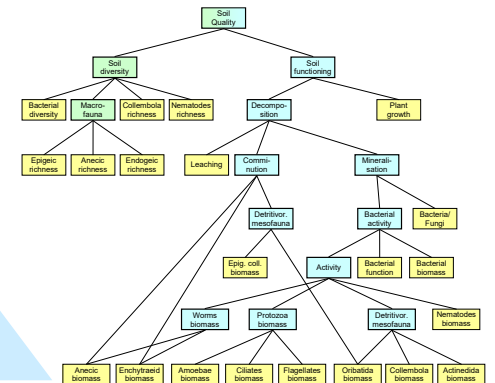 Soil
Quality
Soil
diversity
Soil
functioning
Bacterial
diversity
Macro-
fauna
Collembola
richness
Nematodes
richness
Decompo-
sition
Plant
growth
Epigeic
richness
Anecic
richness
Endogeic
richness
Leaching
Commi-
nution
Minerali-
sation
Detritivor.
mesofauna
Bacterial
activity
Bacteria/
Fungi
Epig. coll.
biomass
Activity
Bacterial
function
Bacterial
biomass
Worms
biomass
Protozoa
biomass
Detritivor.
mesofauna
Nematodes
biomass
Anecic
biomass
Enchytraeid
biomass
Amoebae
biomass
Ciliates
biomass
Flagellates
biomass
Oribatida
biomass
Collembola
biomass
Actinedida
biomass